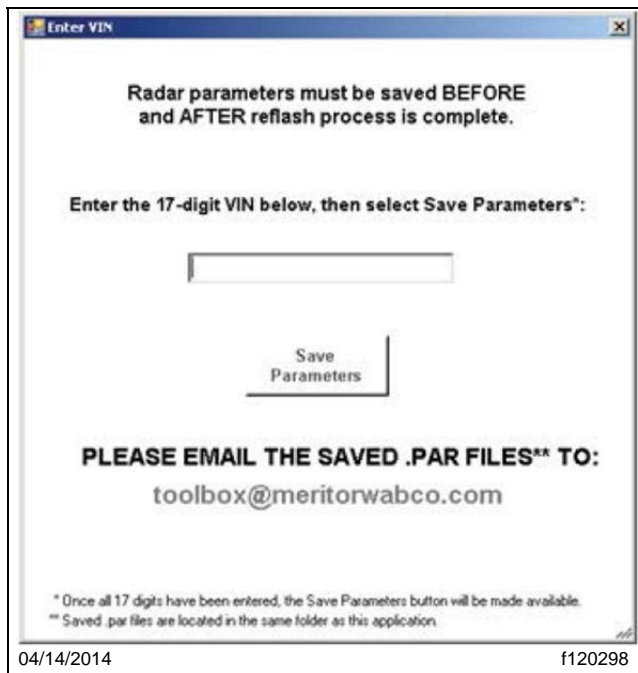 Enter VIN
Radar parameters must be saved BEFORE
and AFTER reflash process is complete.
Enter the 17-digit VIN below, then select Save Parameters*:
Save
Parameters
PLEASE EMAIL THE SAVED .PAR FILES** TO:
toolbox@meritorwabco.com
* Once all 17 digits have been entered, the Save Parameters button will be made available.
** Saved .par files are located in the same folder as this application.
04/14/2014 f120298